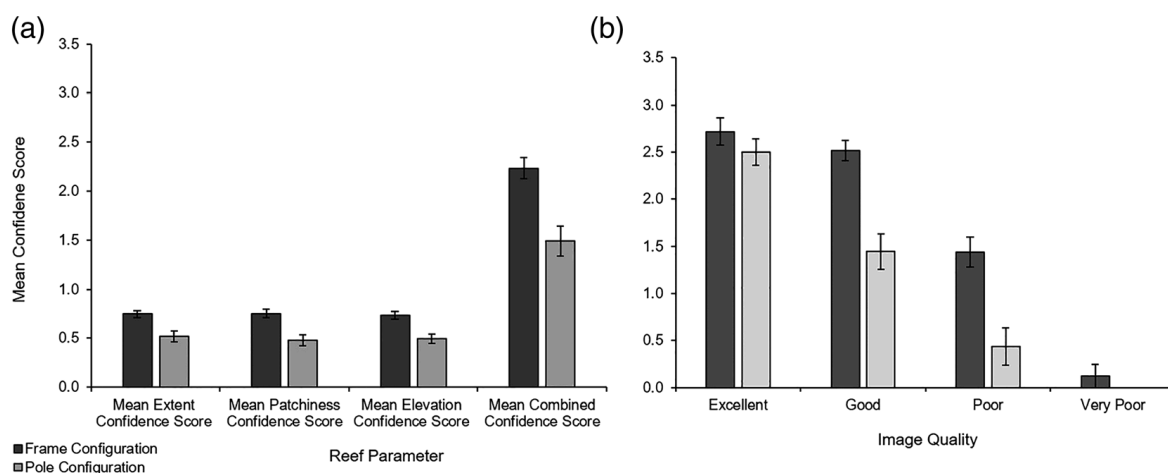 (a)
3.5
3.0
2.5
2.0
1.5
1.0
0.5
0.0
Mean Confidene Score
Mean Extent Confidence Score
Mean Patchiness Confidence Score
Mean Elevation Confidence Score
Mean Combined Confidence Score
Frame Configuration
Pole Configuration
Reef Parameter
(b)
3.5
3.0
2.5
2.0
1.5
1.0
0.5
0.0
Excellent
Good
Poor
Very Poor
Image Quality